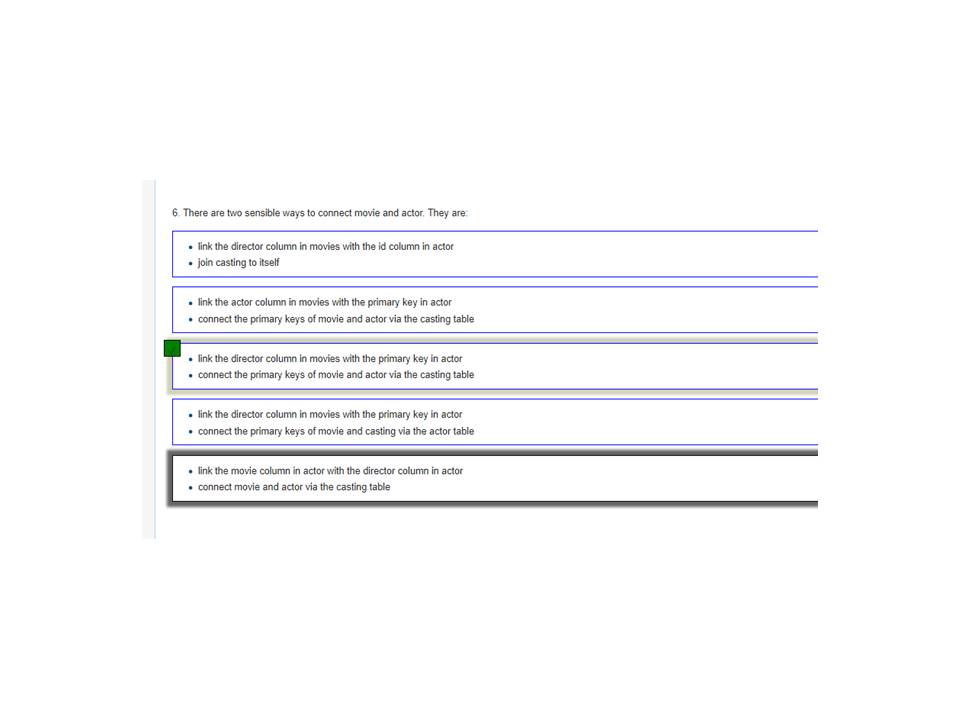 6. There are two sensible ways to connect movie and actor. They are:
• link the director column in movies with the id column in actor
• join casting to itself
• link the actor column in movies with the primary key in actor
• connect the primary keys of movie and actor via the casting table
• link the director column in movies with the primary key in actor
• connect the primary keys of movie and actor via the casting table
• link the director column in movies with the primary key in actor
• connect the primary keys of movie and casting via the actor table
• link the movie column in actor with the director column in actor
• connect movie and actor via the casting table